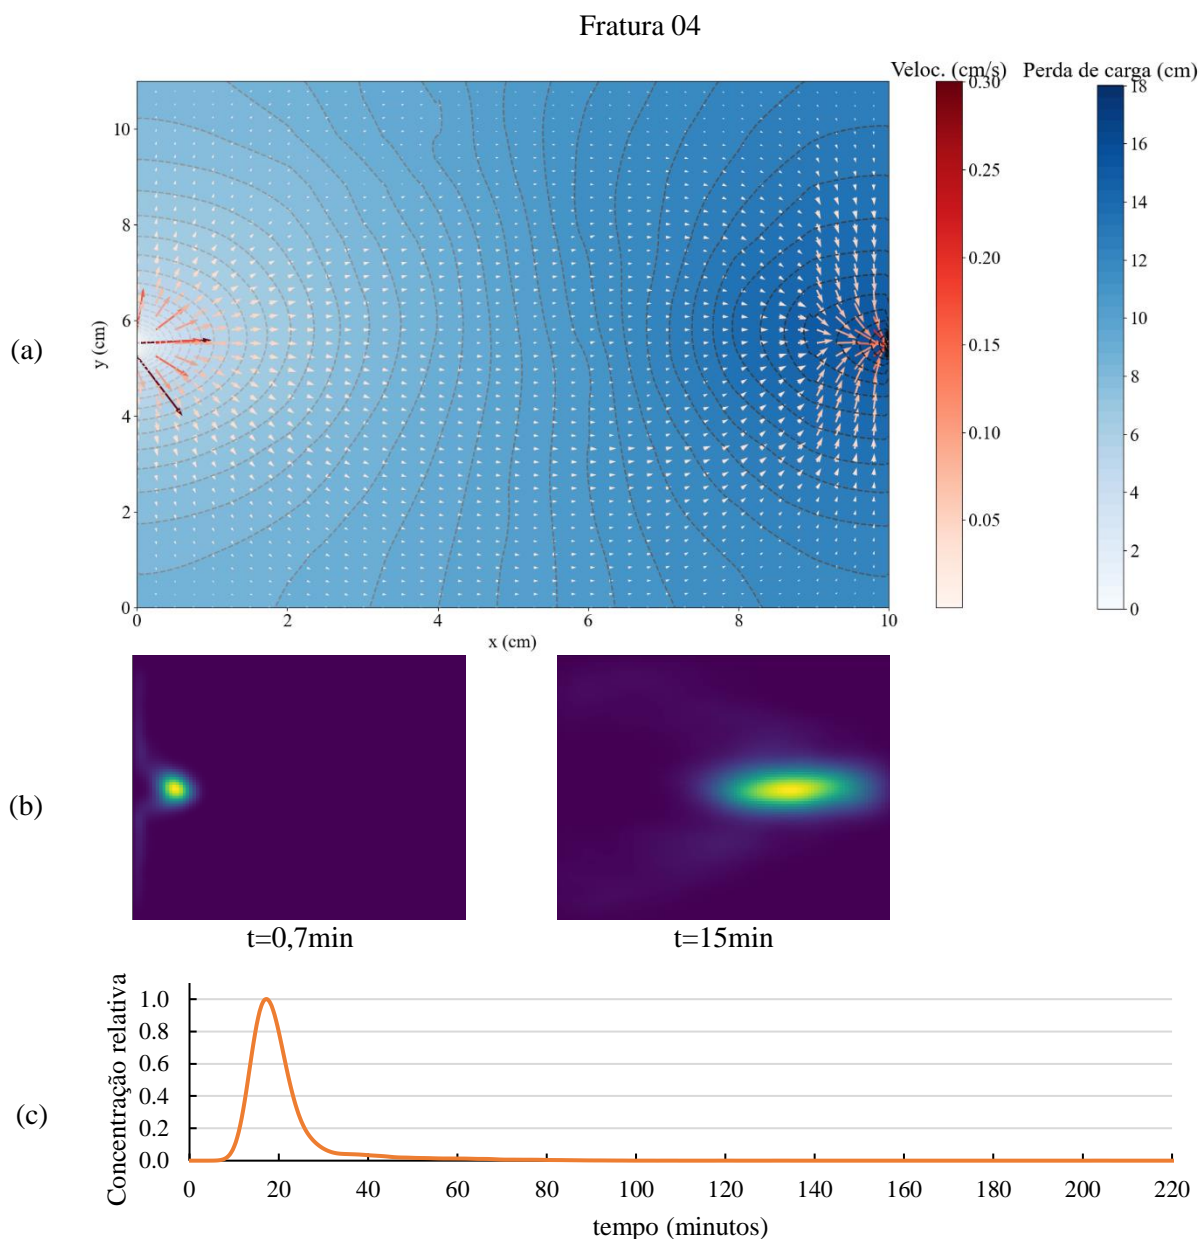 Fratura 04
Veloc. (cm/s) Perda de carga (cm)
0.30
0.25
0.20
0.15
0.10
0.05
18
16
14
12
10
8
6
4
2
0
(a)
y (cm)
10
8
6
4
2
0
0 2 4 6 8 10
x (cm)
(b)
t=0,7min t=15min
(c)
Concentração relativa
1.0
0.8
0.6
0.4
0.2
0.0
0 20 40 60 80 100 120 140 160 180 200 220
tempo (minutos)